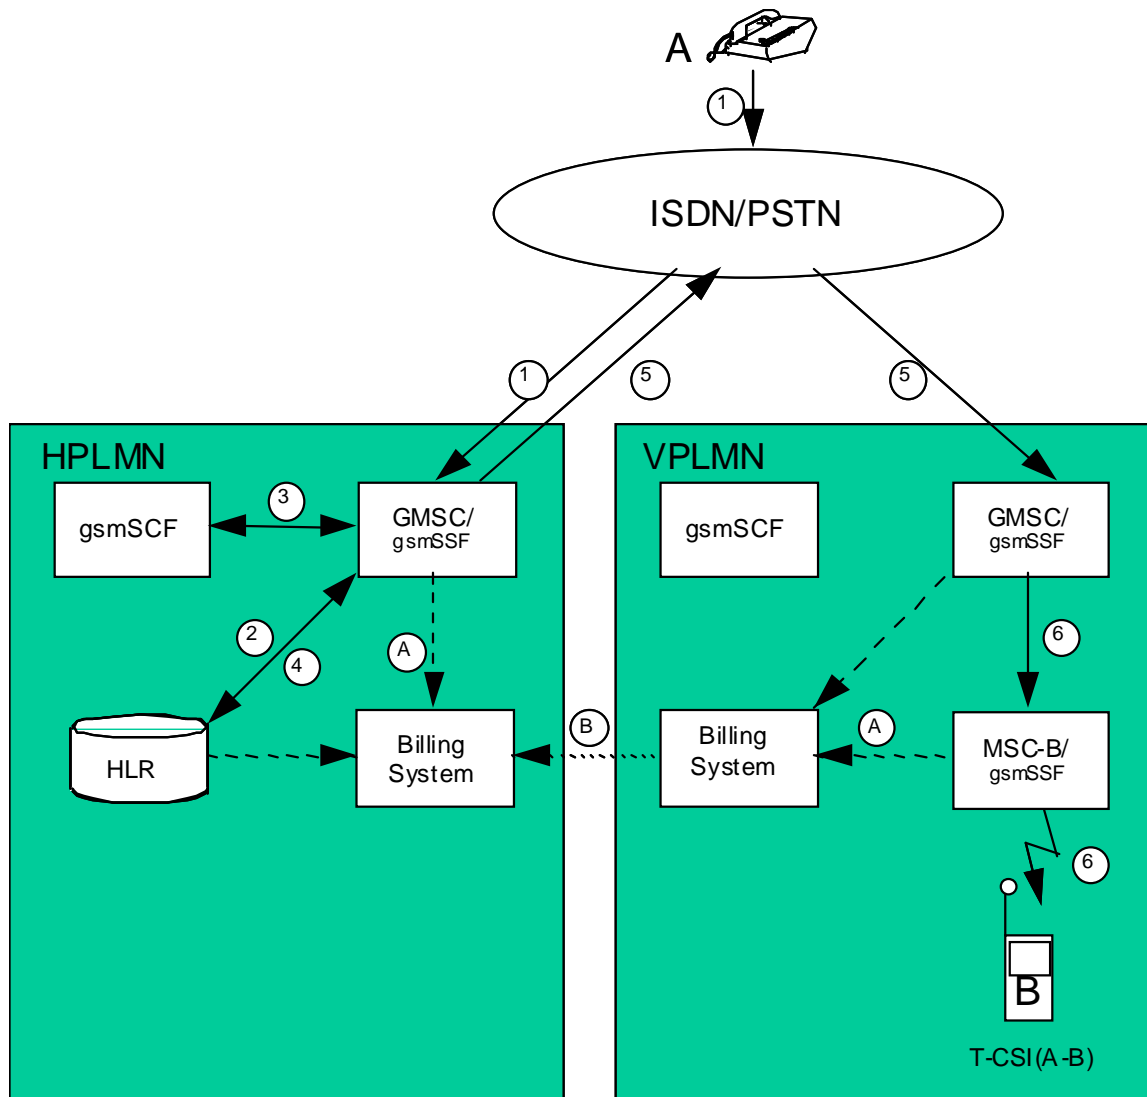 A
1
ISDN/PSTN
1
5
5
HPLMN
VPLMN
gsmSCF
3
GMSC/
gsmSSF
gsmSCF
GMSC/
gsmSSF
2
4
A
6
HLR
Billing
System
B
Billing
System
A
MSC-B/
gsmSSF
6
B
T-CSI(A-B)